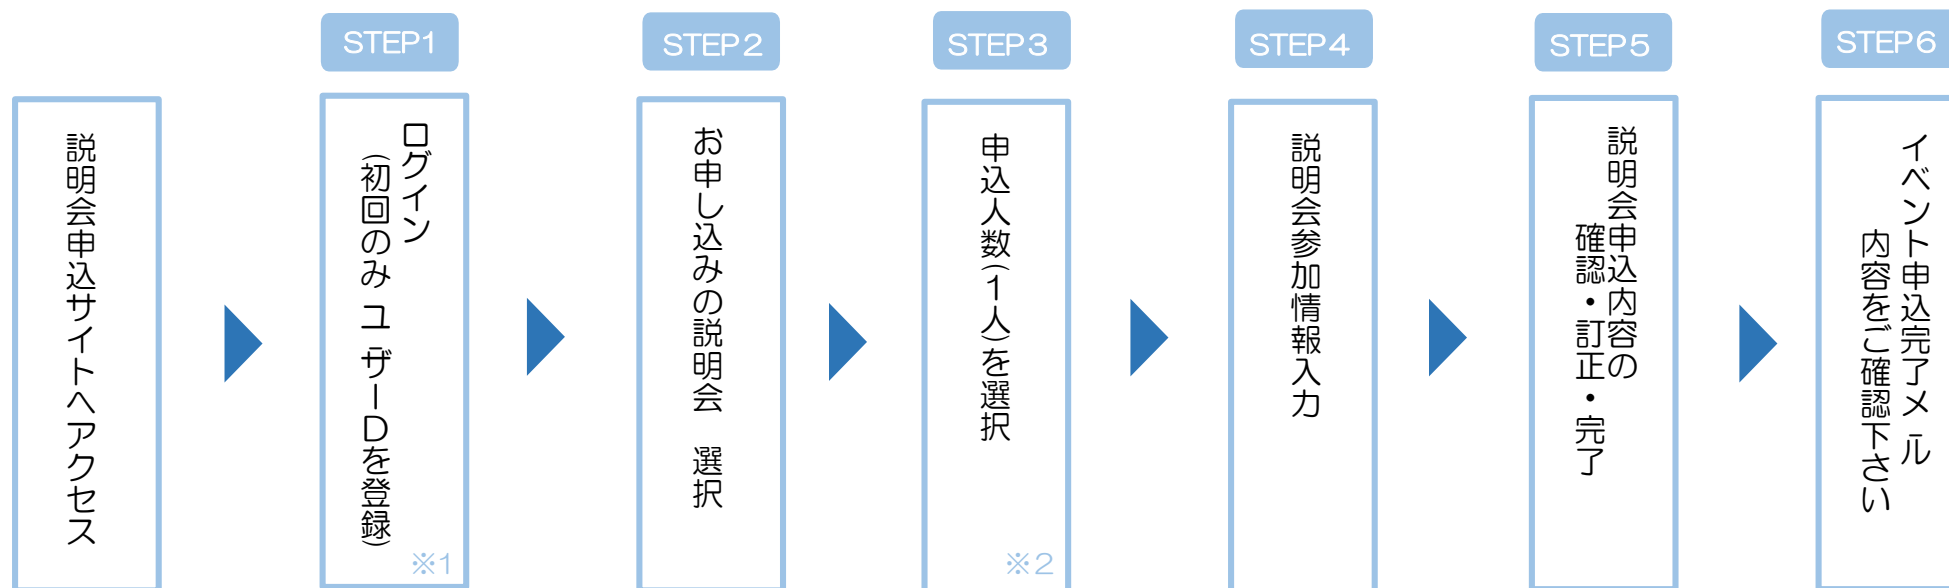 説明会申込サイトへアクセス
STEP1
ログイン
(初回のみ ユーザーIDを登録)
※1
STEP2
お申し込みの説明会　選択
STEP3
申込人数(1人)を選択
※2
STEP4
説明会参加情報入力
STEP5
説明会申込内容の
確認・訂正・完了
STEP6
イベント申込完了メール
内容をご確認下さい